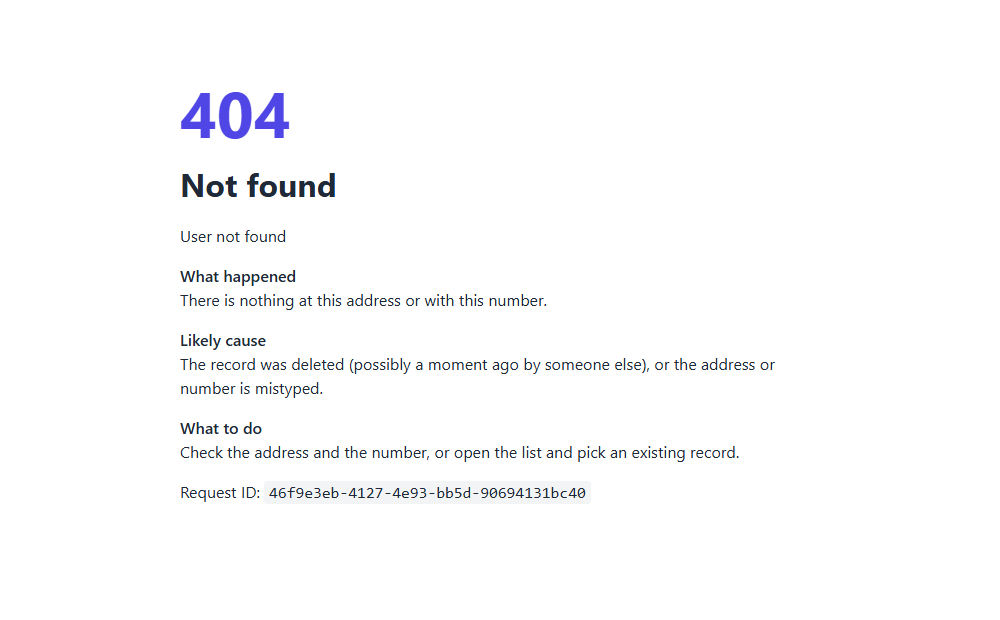 404
Not found
User not found
What happened
There is nothing at this address or with this number.
Likely cause
The record was deleted (possibly a moment ago by someone else), or the address or
number is mistyped.
What to do
Check the address and the number, or open the list and pick an existing record.
Request ID: 46f9e3eb-4127-4e93-bb5d-90694131bc40